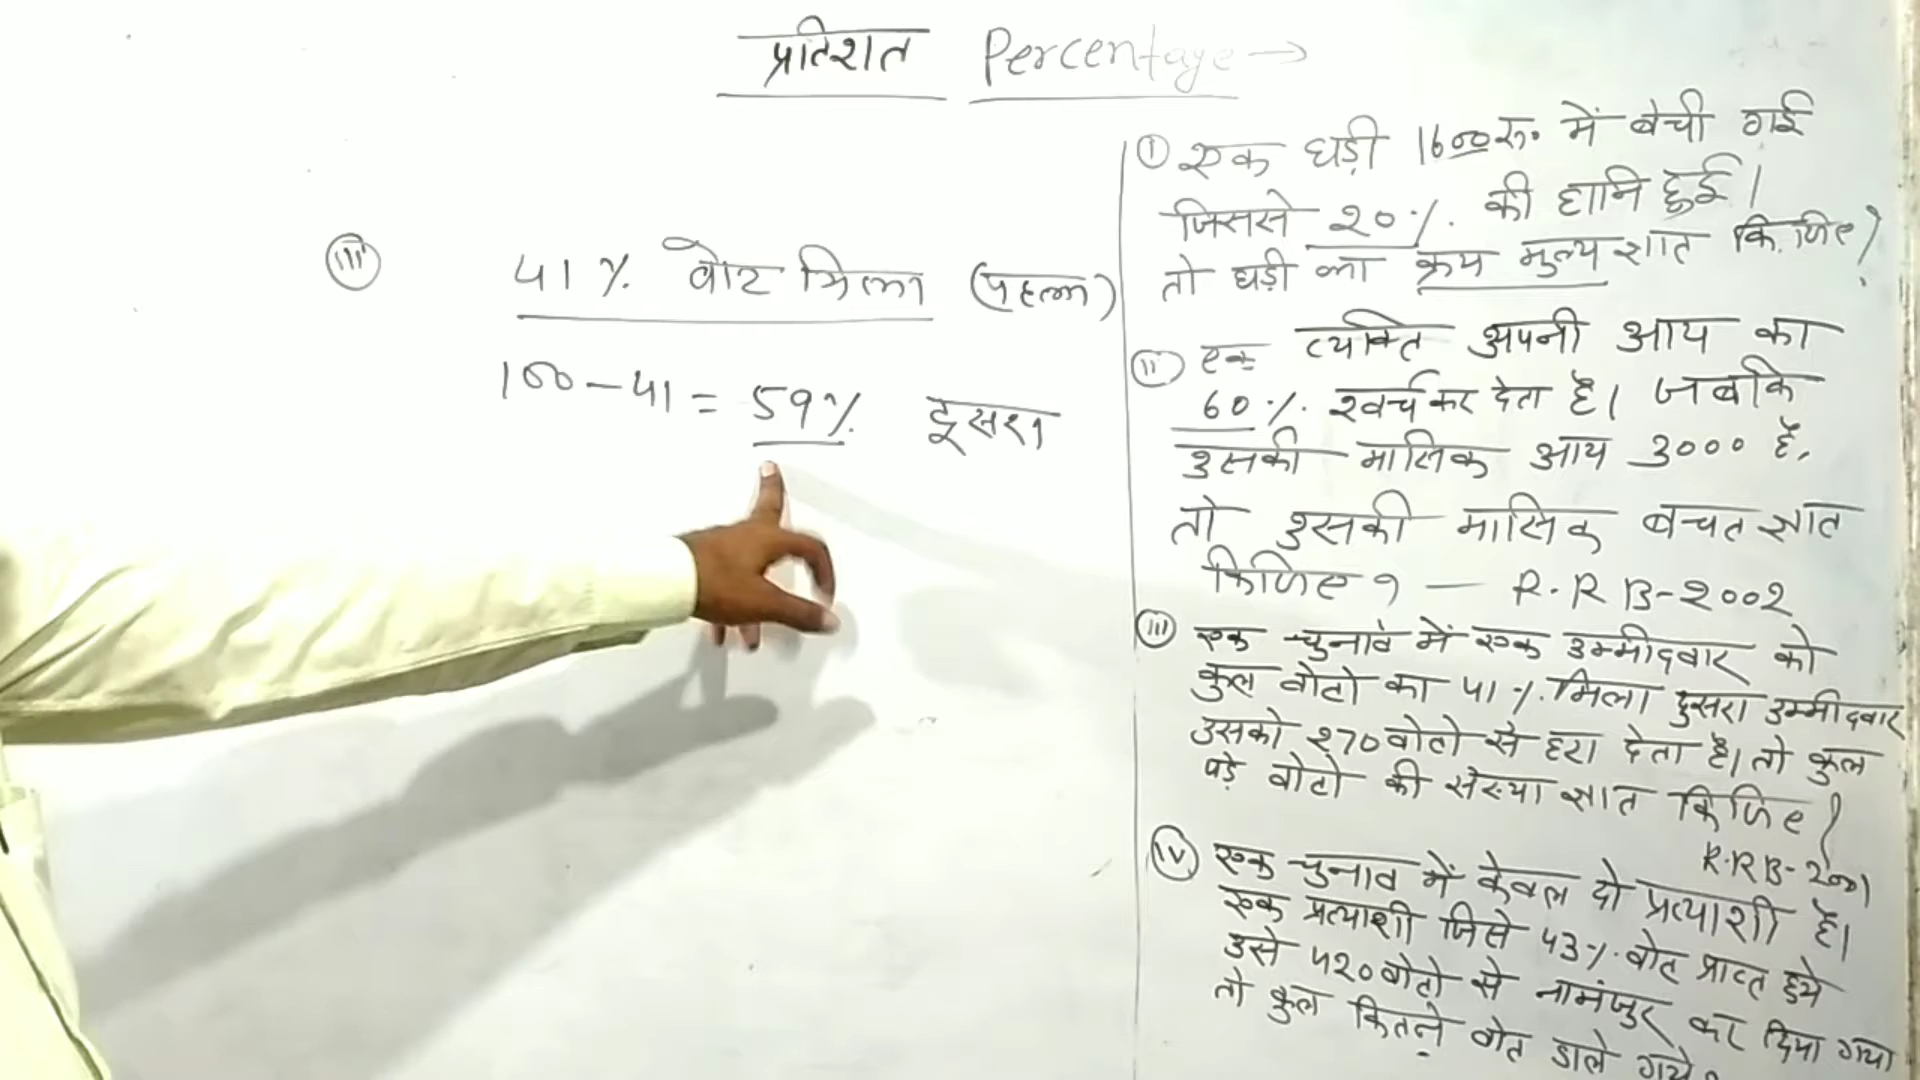 प्रतिशत Percentage →
(iii) 41% वोट मिला (पहला)
100 - 41 = 59% दूसरा
(i) एक घड़ी 1600 रु॰ में बेची गई
जिससे 20% की हानि हुई।
तो घड़ी का क्रय मुल्य ज्ञात किजिए?
(ii) एक व्यक्ति अपनी आय का
60% खर्च कर देता है। जबकि
उसकी मासिक आय 3000 है,
तो उसकी मासिक बचत ज्ञात
किजिए ? — R.R.B-2002
(iii) एक चुनाव में एक उम्मीदवार को
कुल वोटो का 41% मिला दुसरा उम्मीदवार
उसको 270 वोटो से हरा देता है। तो कुल
पड़े वोटो की संख्या ज्ञात किजिए?
R.R.B-2001
(iv) एक चुनाव में केवल दो प्रत्याशी है।
एक प्रत्याशी जिसे 43% वोट प्राप्त हुये
उसे 420 वोटो से नामंजुर कर दिया गया
तो कुल कितने वोट डाले गये?